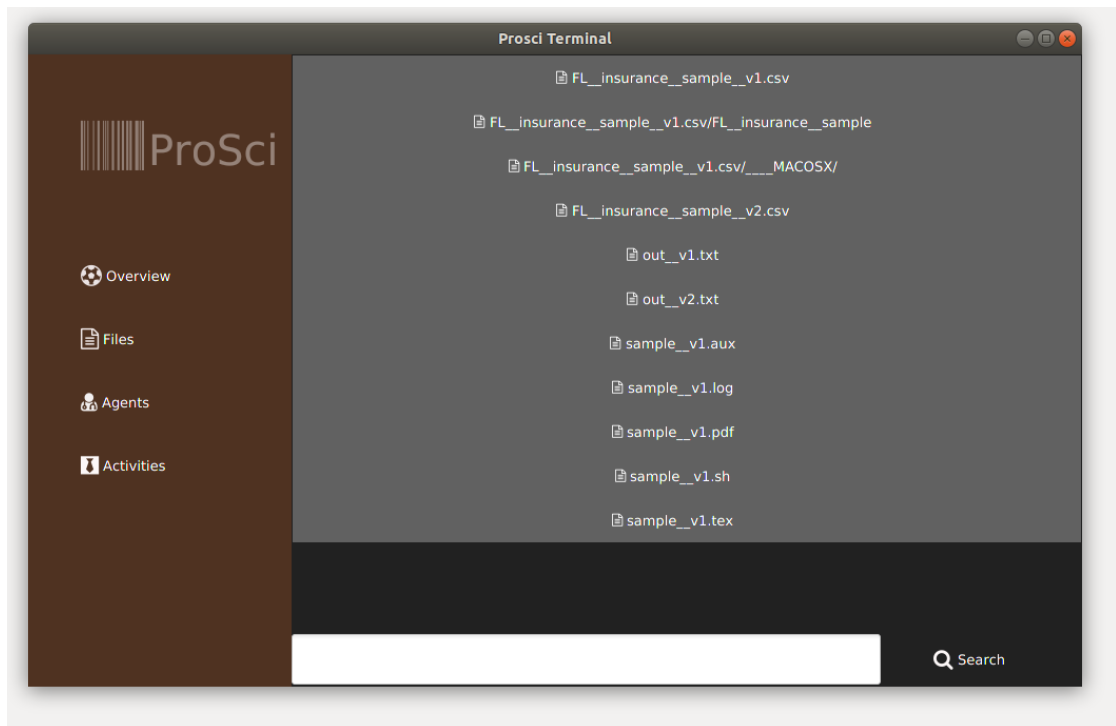 Prosci Terminal
ProSci
Overview
Files
Agents
Activities
FL__insurance__sample__v1.csv
FL__insurance__sample__v1.csv/FL__insurance__sample
FL__insurance__sample__v1.csv/____MACOSX/
FL__insurance__sample__v2.csv
out__v1.txt
out__v2.txt
sample__v1.aux
sample__v1.log
sample__v1.pdf
sample__v1.sh
sample__v1.tex
Search